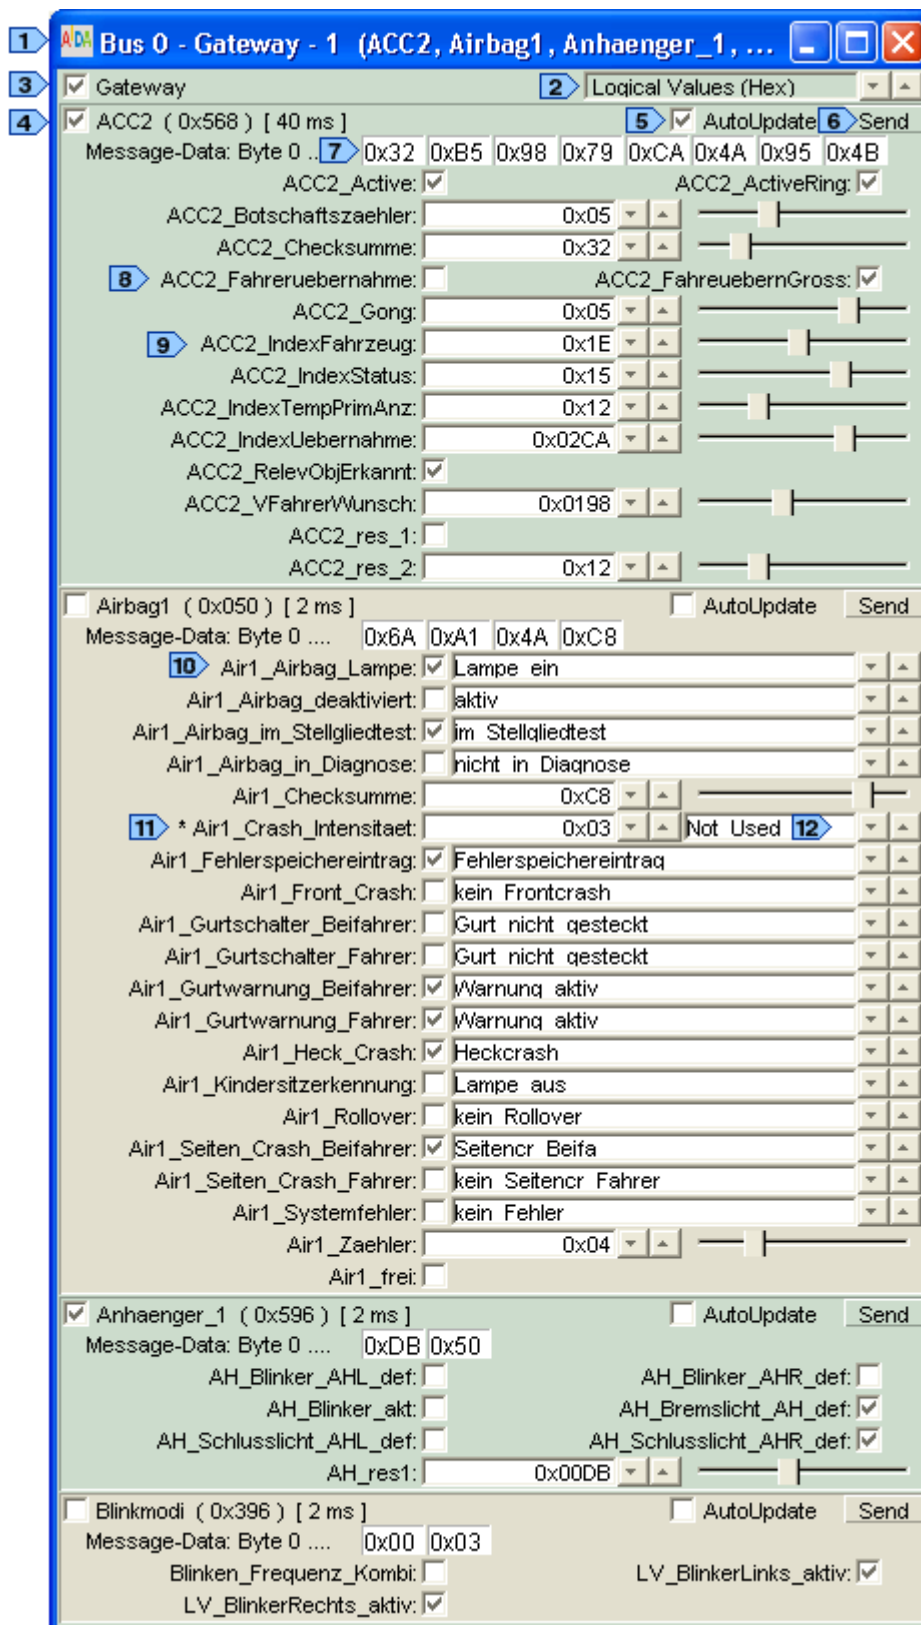 1 AIDA Bus 0 - Gateway - 1 (ACC2, Airbag1, Anhaenger_1, ...
3 Gateway 2 Logical Values (Hex)
4 ACC2 ( 0x568 ) [ 40 ms ] 5 AutoUpdate 6 Send
Message-Data: Byte 0 .. 7 0x32 0xB5 0x98 0x79 0xCA 0x4A 0x95 0x4B
ACC2_Active: ACC2_ActiveRing:
ACC2_Botschaftszaehler: 0x05
ACC2_Checksumme: 0x32
8 ACC2_Fahreruebernahme: ACC2_FahreuebernGross:
ACC2_Gong: 0x05
9 ACC2_IndexFahrzeug: 0x1E
ACC2_IndexStatus: 0x15
ACC2_IndexTempPrimAnz: 0x12
ACC2_IndexUebernahme: 0x02CA
ACC2_RelevObjErkannt:
ACC2_VFahrerWunsch: 0x0198
ACC2_res_1:
ACC2_res_2: 0x12
Airbag1 ( 0x050 ) [ 2 ms ] AutoUpdate Send
Message-Data: Byte 0 .... 0x6A 0xA1 0x4A 0xC8
10 Air1_Airbag_Lampe: Lampe ein
Air1_Airbag_deaktiviert: aktiv
Air1_Airbag_im_Stellgliedtest: im Stellgliedtest
Air1_Airbag_in_Diagnose: nicht in Diagnose
Air1_Checksumme: 0xC8
11 * Air1_Crash_Intensitaet: 0x03 Not Used 12
Air1_Fehlerspeichereintrag: Fehlerspeichereintrag
Air1_Front_Crash: kein Frontcrash
Air1_Gurtschalter_Beifahrer: Gurt nicht gesteckt
Air1_Gurtschalter_Fahrer: Gurt nicht gesteckt
Air1_Gurtwarnung_Beifahrer: Warnung aktiv
Air1_Gurtwarnung_Fahrer: Warnung aktiv
Air1_Heck_Crash: Heckcrash
Air1_Kindersitzerkennung: Lampe aus
Air1_Rollover: kein Rollover
Air1_Seiten_Crash_Beifahrer: Seitencr Beifa
Air1_Seiten_Crash_Fahrer: kein Seitencr Fahrer
Air1_Systemfehler: kein Fehler
Air1_Zaehler: 0x04
Air1_frei:
Anhaenger_1 ( 0x596 ) [ 2 ms ] AutoUpdate Send
Message-Data: Byte 0 .... 0xDB 0x50
AH_Blinker_AHL_def: AH_Blinker_AHR_def:
AH_Blinker_akt: AH_Bremslicht_AH_def:
AH_Schlusslicht_AHL_def: AH_Schlusslicht_AHR_def:
AH_res1: 0x00DB
Blinkmodi ( 0x396 ) [ 2 ms ] AutoUpdate Send
Message-Data: Byte 0 .... 0x00 0x03
Blinken_Frequenz_Kombi: LV_BlinkerLinks_aktiv:
LV_BlinkerRechts_aktiv: